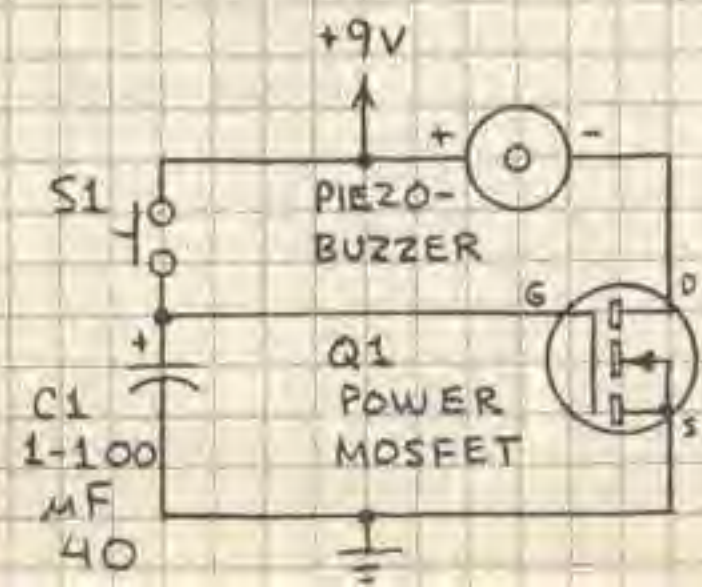 +9V
+ -
S1
PIEZO-
BUZZER
G D
+
Q1
POWER
MOSFET
S
C1
1-100
µF
40